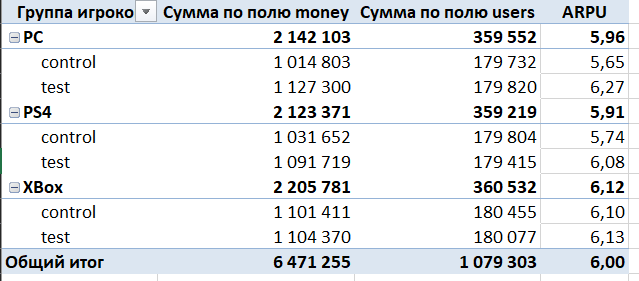 Группа игроко Сумма по полю money Сумма по полю users ARPU
PC 2 142 103 359 552 5,96
control 1 014 803 179 732 5,65
test 1 127 300 179 820 6,27
PS4 2 123 371 359 219 5,91
control 1 031 652 179 804 5,74
test 1 091 719 179 415 6,08
XBox 2 205 781 360 532 6,12
control 1 101 411 180 455 6,10
test 1 104 370 180 077 6,13
Общий итог 6 471 255 1 079 303 6,00